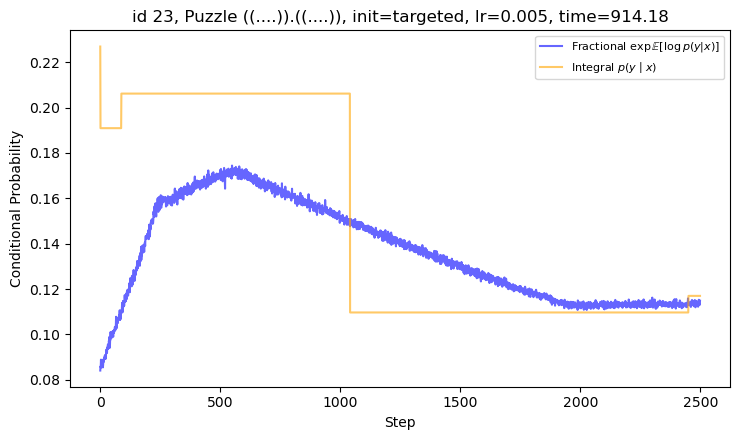 id 23, Puzzle ((....)).((....)), init=targeted, lr=0.005, time=914.18
Fractional exp𝔼[log p(y|x)]
Integral p(y | x)
Conditional Probability
0.22
0.20
0.18
0.16
0.14
0.12
0.10
0.08
0
500
1000
1500
2000
2500
Step